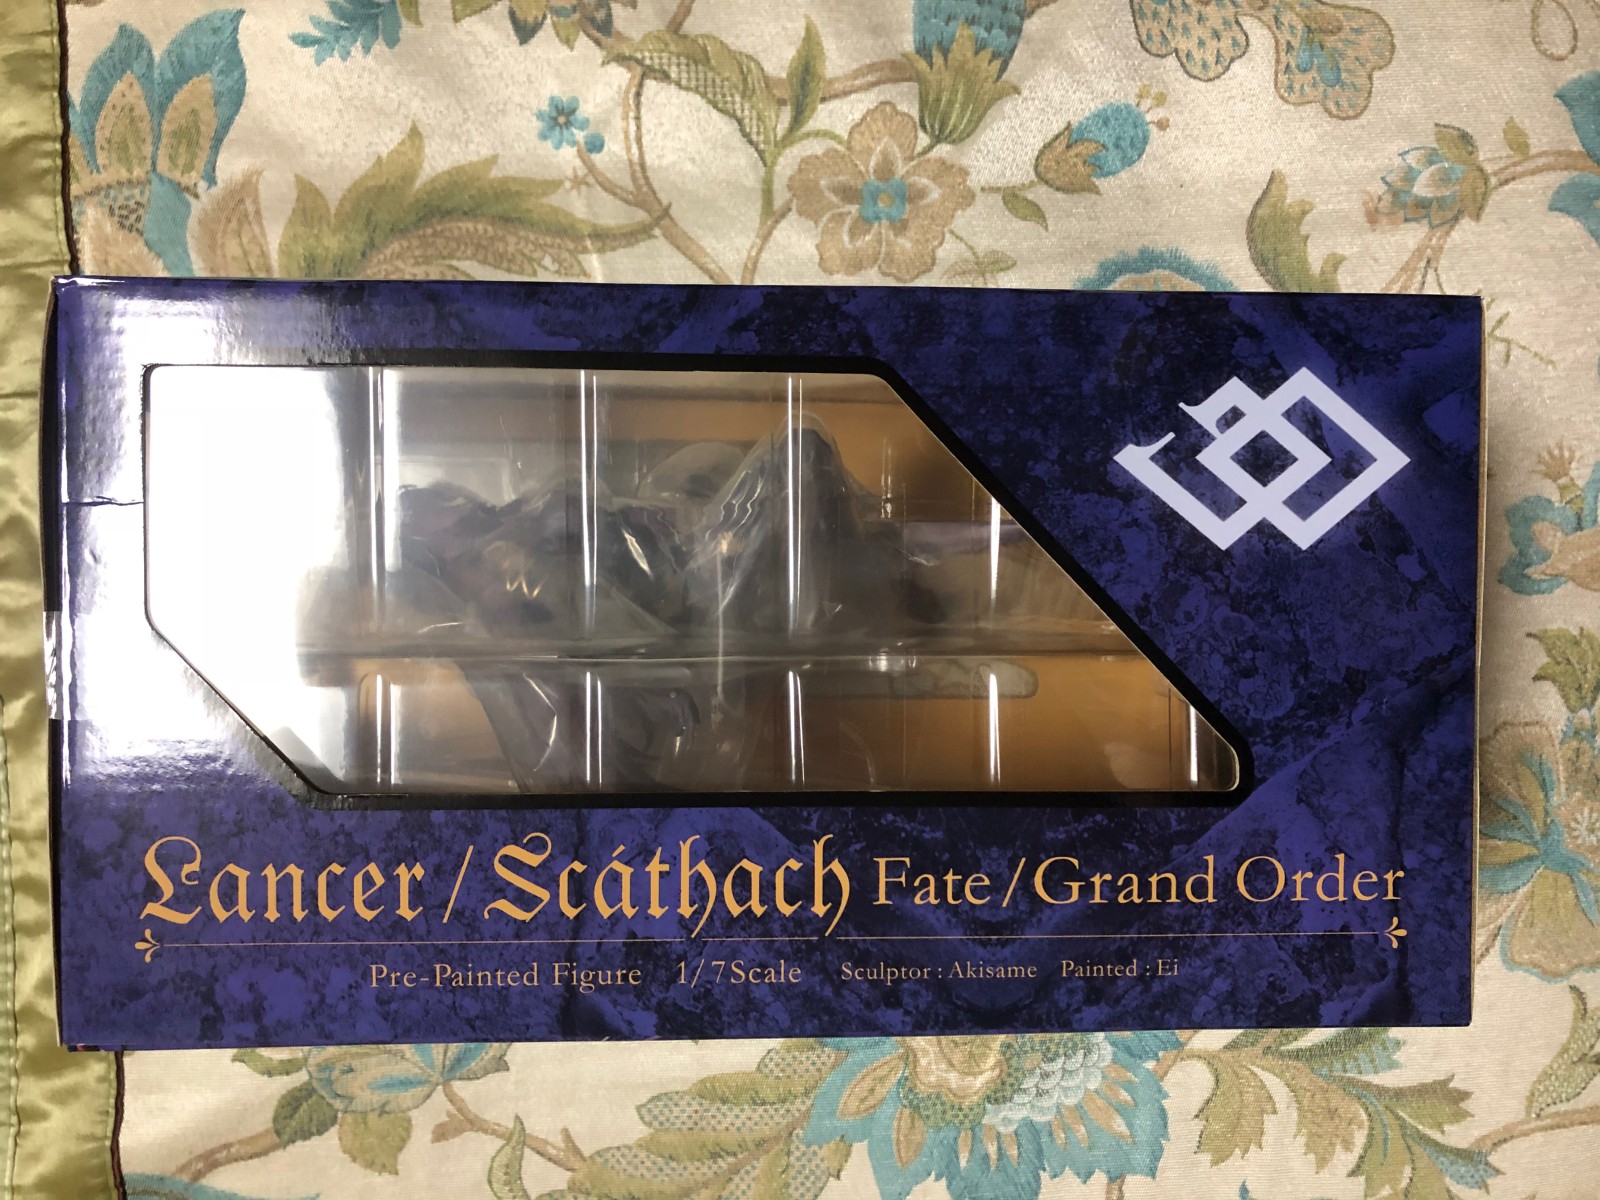 Lancer/Scáthach Fate/Grand Order
Pre-Painted Figure 1/7Scale Sculptor : Akisame Painted : Ei